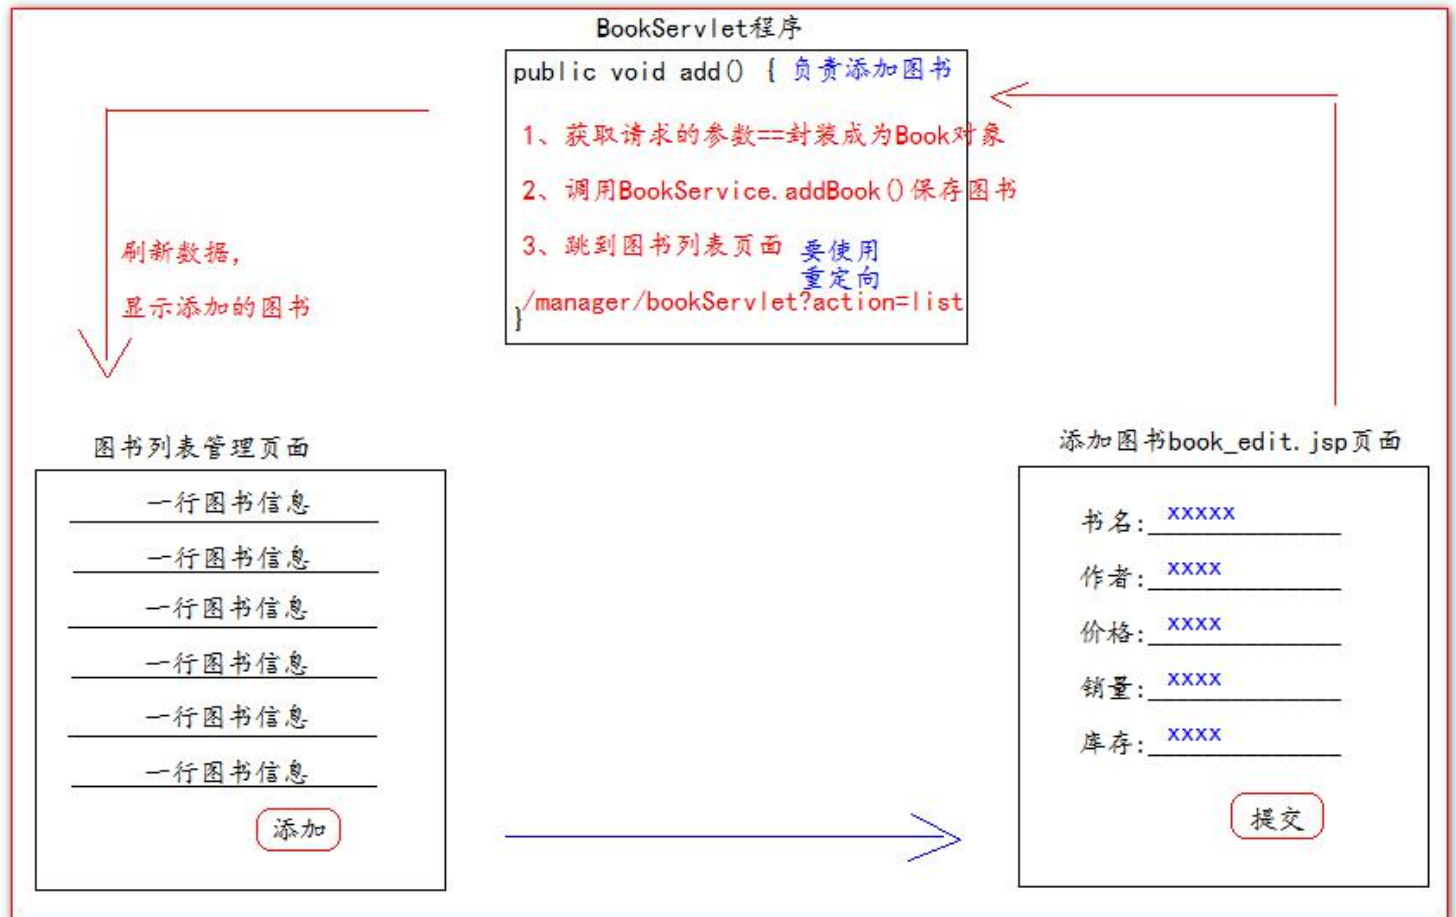 BookServlet程序
public void add() { 负责添加图书
1、获取请求的参数==封装成为Book对象
2、调用BookService.addBook()保存图书
3、跳到图书列表页面 要使用
重定向
/manager/bookServlet?action=list
}
刷新数据,
显示添加的图书
图书列表管理页面
一行图书信息
一行图书信息
一行图书信息
一行图书信息
一行图书信息
一行图书信息
添加
添加图书book_edit.jsp页面
书名: xxxxx
作者: xxxx
价格: xxxx
销量: xxxx
库存: xxxx
提交